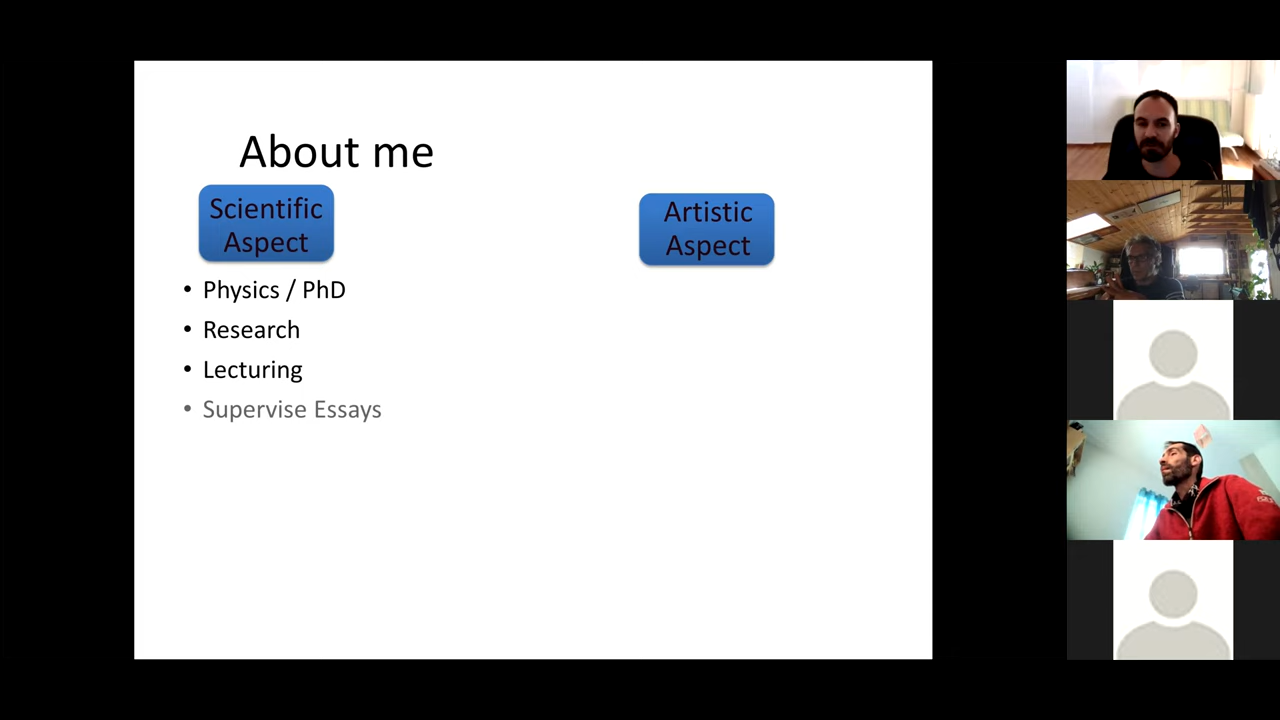 About me
Scientific
Aspect
Artistic
Aspect
• Physics / PhD
• Research
• Lecturing
• Supervise Essays